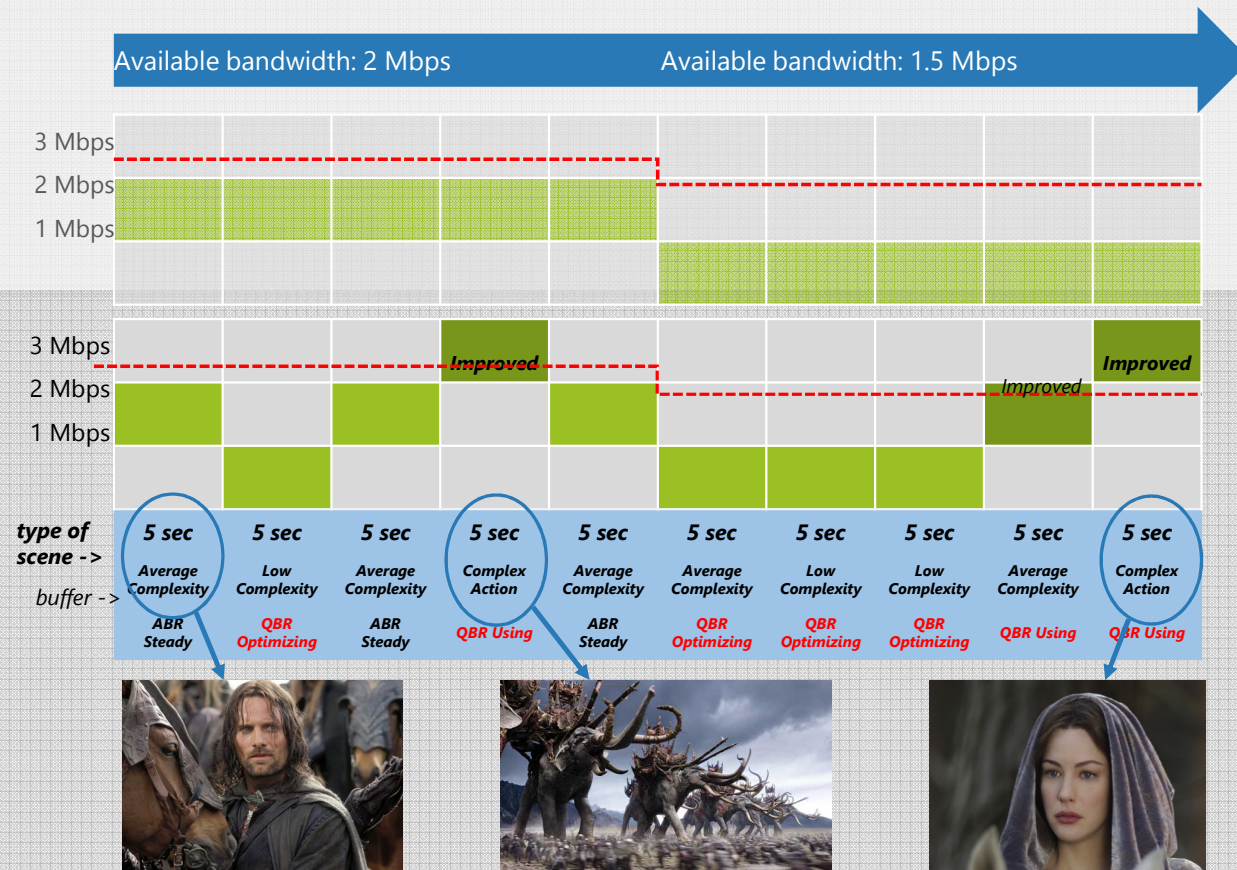 Available bandwidth: 2 Mbps
Available bandwidth: 1.5 Mbps
3 Mbps
2 Mbps
1 Mbps
3 Mbps
2 Mbps
1 Mbps
Improved
Improved
Improved
type of
scene ->
buffer ->
5 sec
Average
Complexity
ABR
Steady
5 sec
Low
Complexity
QBR
Optimizing
5 sec
Average
Complexity
ABR
Steady
5 sec
Complex
Action
QBR Using
5 sec
Average
Complexity
ABR
Steady
5 sec
Average
Complexity
QBR
Optimizing
5 sec
Low
Complexity
QBR
Optimizing
5 sec
Low
Complexity
QBR
Optimizing
5 sec
Average
Complexity
QBR Using
5 sec
Complex
Action
QBR Using